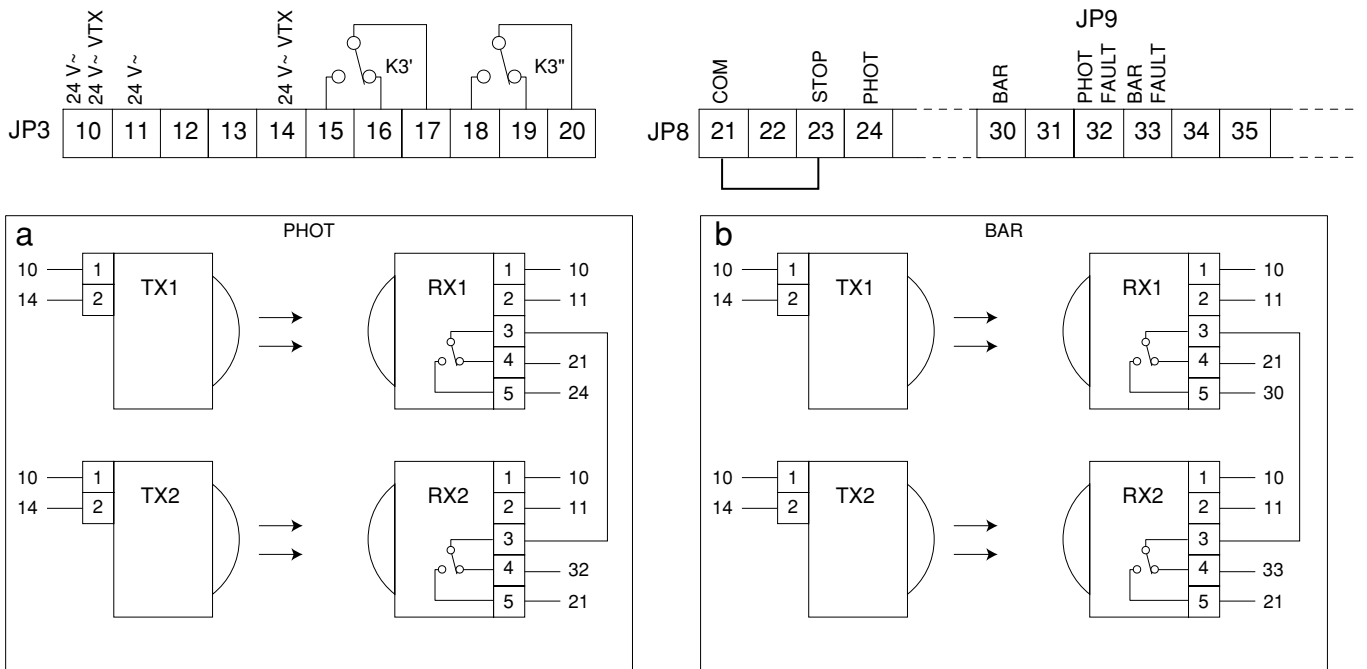 JP9
24 V~
24 V~ VTX
24 V~
24 V~ VTX
K3'
K3"
COM
STOP
PHOT
BAR
PHOT
FAULT
BAR
FAULT
JP3 10 11 12 13 14 15 16 17 18 19 20
JP8 21 22 23 24 30 31 32 33 34 35
a PHOT
10 1 TX1 RX1 1 10
14 2 2 11
3
4 21
5 24
10 1 TX2 RX2 1 10
14 2 2 11
3
4 32
5 21
b BAR
10 1 TX1 RX1 1 10
14 2 2 11
3
4 21
5 30
10 1 TX2 RX2 1 10
14 2 2 11
3
4 33
5 21